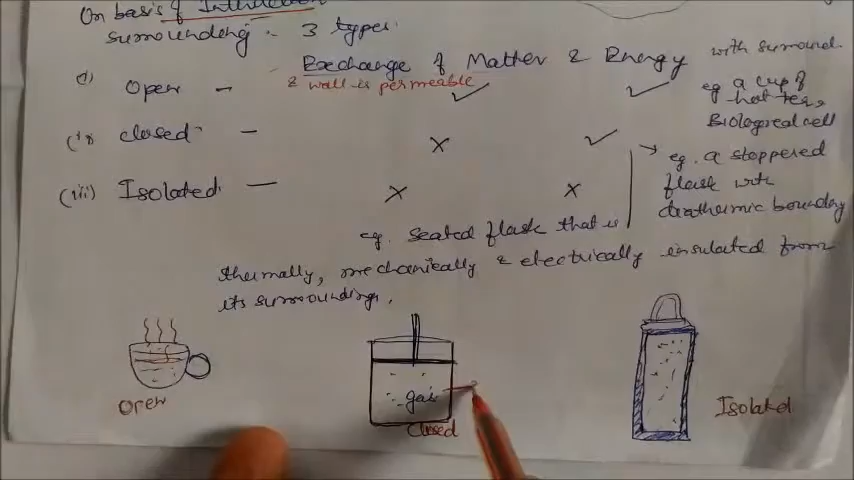 On basis of Interaction
surrounding - 3 types.
Exchange of Matter & Energy with surround.
& wall is permeable
(i) Open - ✓ ✓ eg a cup of
hot tea,
Biological cell
(ii) closed - × ✓
→ eg. a stoppered
flask with
diathermic boundary
(iii) Isolated - × ×
eg. sealed flask that is
thermally, mechanically & electrically insulated from
its surroundings.
Open
gas
Closed
Isolated